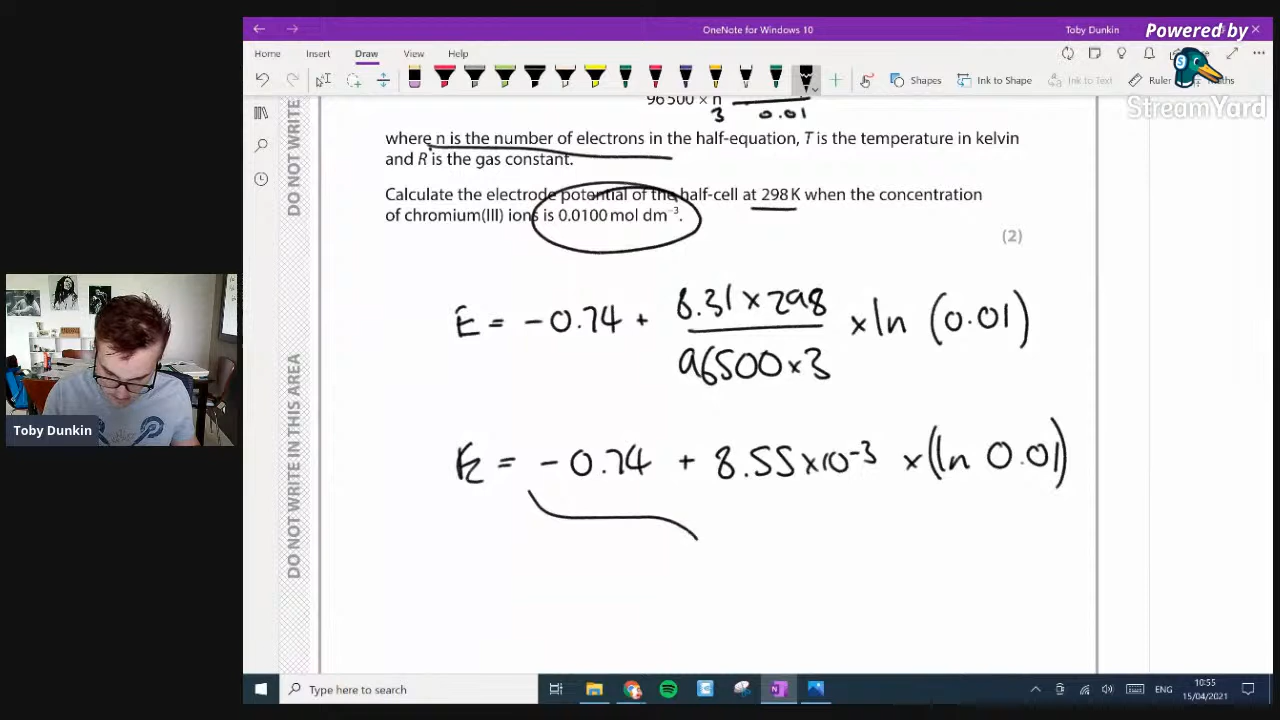 OneNote for Windows 10
Toby Dunkin
Powered by
StreamYard
Home Insert Draw View Help
Shapes Ink to Shape Ink to Text Ruler Maths
96 500 × n
3 0.01
where n is the number of electrons in the half-equation, T is the temperature in kelvin
and R is the gas constant.
Calculate the electrode potential of the half-cell at 298 K when the concentration
of chromium(III) ions is 0.0100 mol dm⁻³.
(2)
E = -0.74 + 8.31 × 298 / 96500 × 3 × ln (0.01)
E = -0.74 + 8.55 × 10⁻³ × (ln 0.01)
DO NOT WRITE
DO NOT WRITE IN THIS AREA
Toby Dunkin
Type here to search
ENG
10:55
15/04/2021